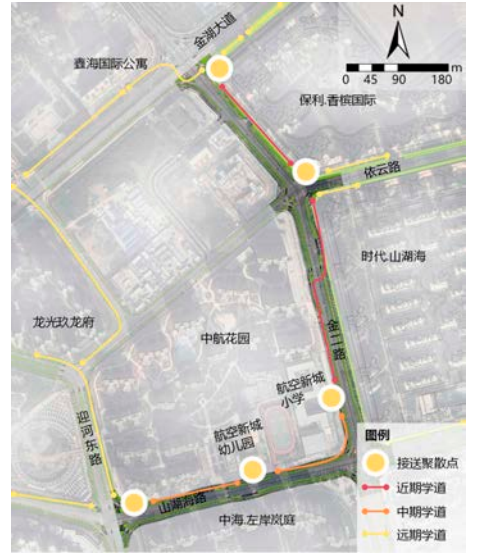 N
金湖大道
鑫海国际公寓
0 45 90 180 m
保利.香槟国际
依云路
时代.山湖海
龙光玖龙府
中航花园
金二路
航空新城
小学
迎河东路
航空新城
幼儿园
山湖海路
中海.左岸岚庭
图例
接送聚散点
近期学道
中期学道
远期学道